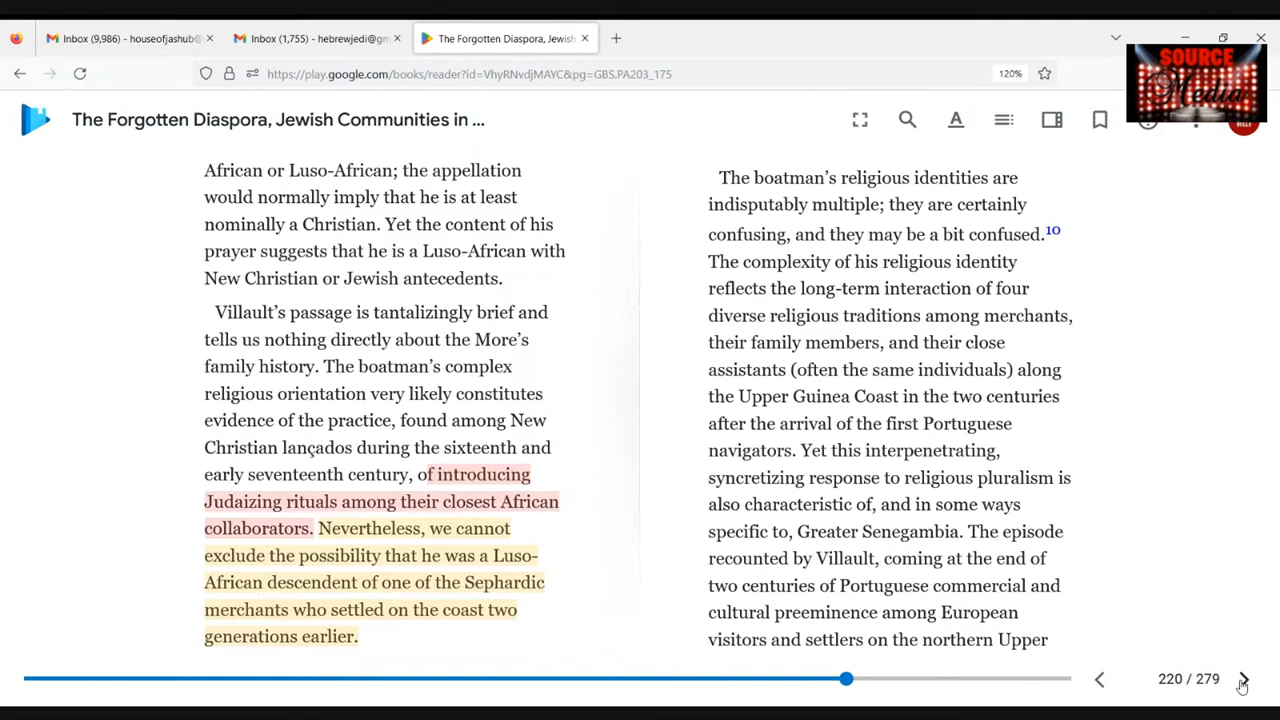 Inbox (9,986) - houseofjashub@
Inbox (1,755) - hebrewjedi@gm
The Forgotten Diaspora, Jewish
https://play.google.com/books/reader?id=VhyRNvdjMAYC&pg=GBS.PA203_175
120%
SOURCE
Media
The Forgotten Diaspora, Jewish Communities in ...
African or Luso-African; the appellation
would normally imply that he is at least
nominally a Christian. Yet the content of his
prayer suggests that he is a Luso-African with
New Christian or Jewish antecedents.
Villault's passage is tantalizingly brief and
tells us nothing directly about the More's
family history. The boatman's complex
religious orientation very likely constitutes
evidence of the practice, found among New
Christian lançados during the sixteenth and
early seventeenth century, of introducing
Judaizing rituals among their closest African
collaborators. Nevertheless, we cannot
exclude the possibility that he was a Luso-
African descendent of one of the Sephardic
merchants who settled on the coast two
generations earlier.
The boatman's religious identities are
indisputably multiple; they are certainly
confusing, and they may be a bit confused.10
The complexity of his religious identity
reflects the long-term interaction of four
diverse religious traditions among merchants,
their family members, and their close
assistants (often the same individuals) along
the Upper Guinea Coast in the two centuries
after the arrival of the first Portuguese
navigators. Yet this interpenetrating,
syncretizing response to religious pluralism is
also characteristic of, and in some ways
specific to, Greater Senegambia. The episode
recounted by Villault, coming at the end of
two centuries of Portuguese commercial and
cultural preeminence among European
visitors and settlers on the northern Upper
220 / 279